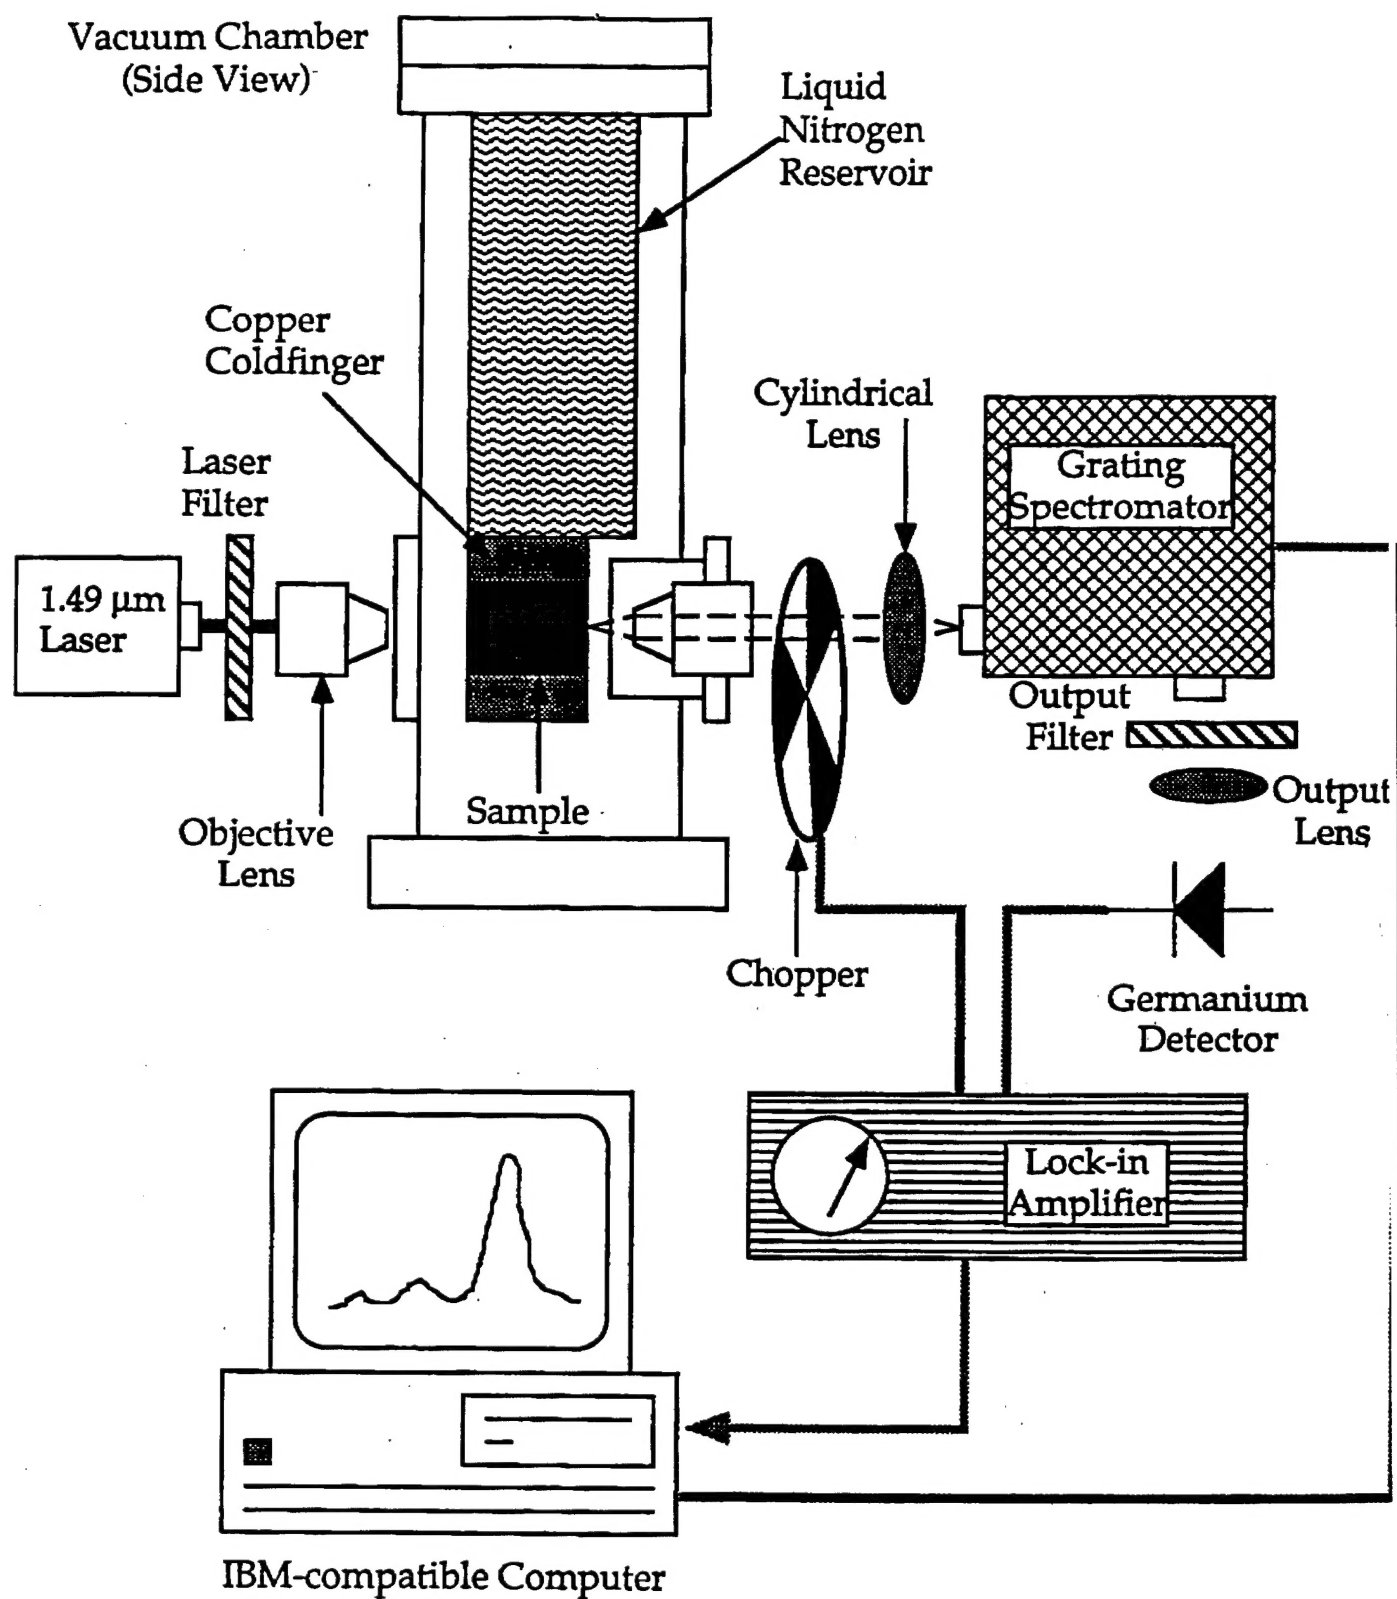 Vacuum Chamber
(Side View)
Liquid
Nitrogen
Reservoir
Copper
Coldfinger
Cylindrical
Lens
Laser
Filter
Grating
Spectromator
1.49 µm
Laser
Output
Filter
Output
Lens
Sample
Objective
Lens
Chopper
Germanium
Detector
Lock-in
Amplifier
IBM-compatible Computer